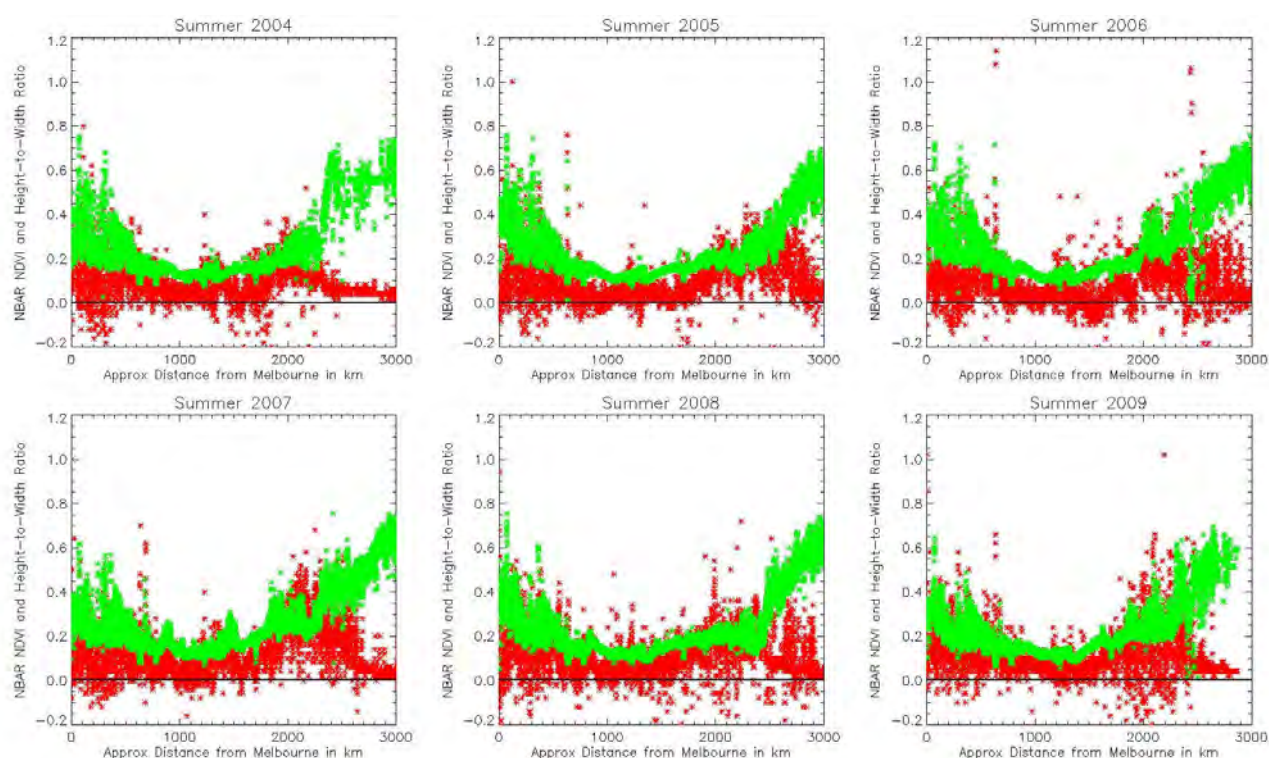 Summer 2004
NBAR NDVI and Height-to-Width Ratio
1.2
1.0
0.8
0.6
0.4
0.2
0.0
-0.2
0 1000 2000 3000
Approx Distance from Melbourne in km
Summer 2005
NBAR NDVI and Height-to-Width Ratio
1.2
1.0
0.8
0.6
0.4
0.2
0.0
-0.2
0 1000 2000 3000
Approx Distance from Melbourne in km
Summer 2006
NBAR NDVI and Height-to-Width Ratio
1.2
1.0
0.8
0.6
0.4
0.2
0.0
-0.2
0 1000 2000 3000
Approx Distance from Melbourne in km
Summer 2007
NBAR NDVI and Height-to-Width Ratio
1.2
1.0
0.8
0.6
0.4
0.2
0.0
-0.2
0 1000 2000 3000
Approx Distance from Melbourne in km
Summer 2008
NBAR NDVI and Height-to-Width Ratio
1.2
1.0
0.8
0.6
0.4
0.2
0.0
-0.2
0 1000 2000 3000
Approx Distance from Melbourne in km
Summer 2009
NBAR NDVI and Height-to-Width Ratio
1.2
1.0
0.8
0.6
0.4
0.2
0.0
-0.2
0 1000 2000 3000
Approx Distance from Melbourne in km